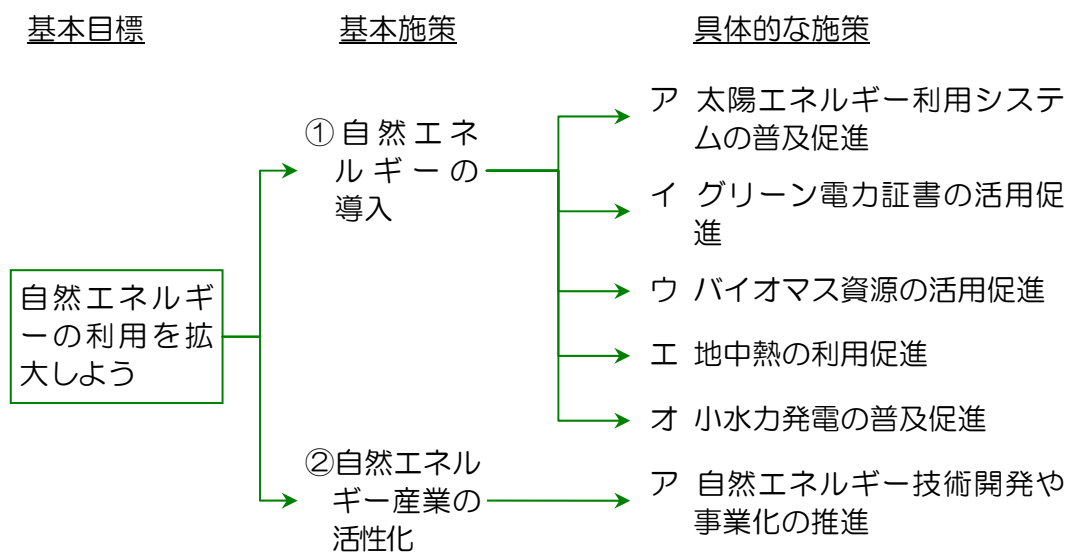 基本目標
基本施策
具体的な施策
自然エネルギ
ーの利用を拡
大しよう
①自然エネ
ルギーの
導入
ア 太陽エネルギー利用システ
ムの普及促進
イ グリーン電力証書の活用促
進
ウ バイオマス資源の活用促進
エ 地中熱の利用促進
オ 小水力発電の普及促進
②自然エネル
ギー産業の
活性化
ア 自然エネルギー技術開発や
事業化の推進